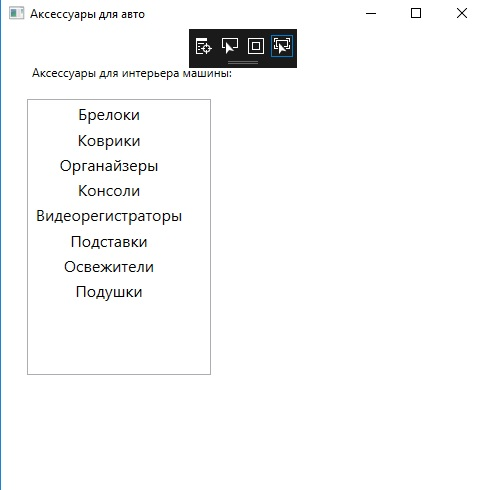 Аксессуары для авто
Аксессуары для интерьера машины:
Брелоки
Коврики
Органайзеры
Консоли
Видеорегистраторы
Подставки
Освежители
Подушки